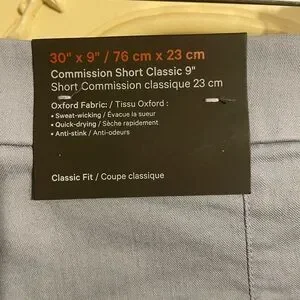 30" x 9" / 76 cm x 23 cm
Commission Short Classic 9"
Short Commission classique 23 cm
Oxford Fabric: / Tissu Oxford :
• Sweat-wicking / Évacue la sueur
• Quick-drying / Sèche rapidement
• Anti-stink / Anti-odeurs
Classic Fit / Coupe classique